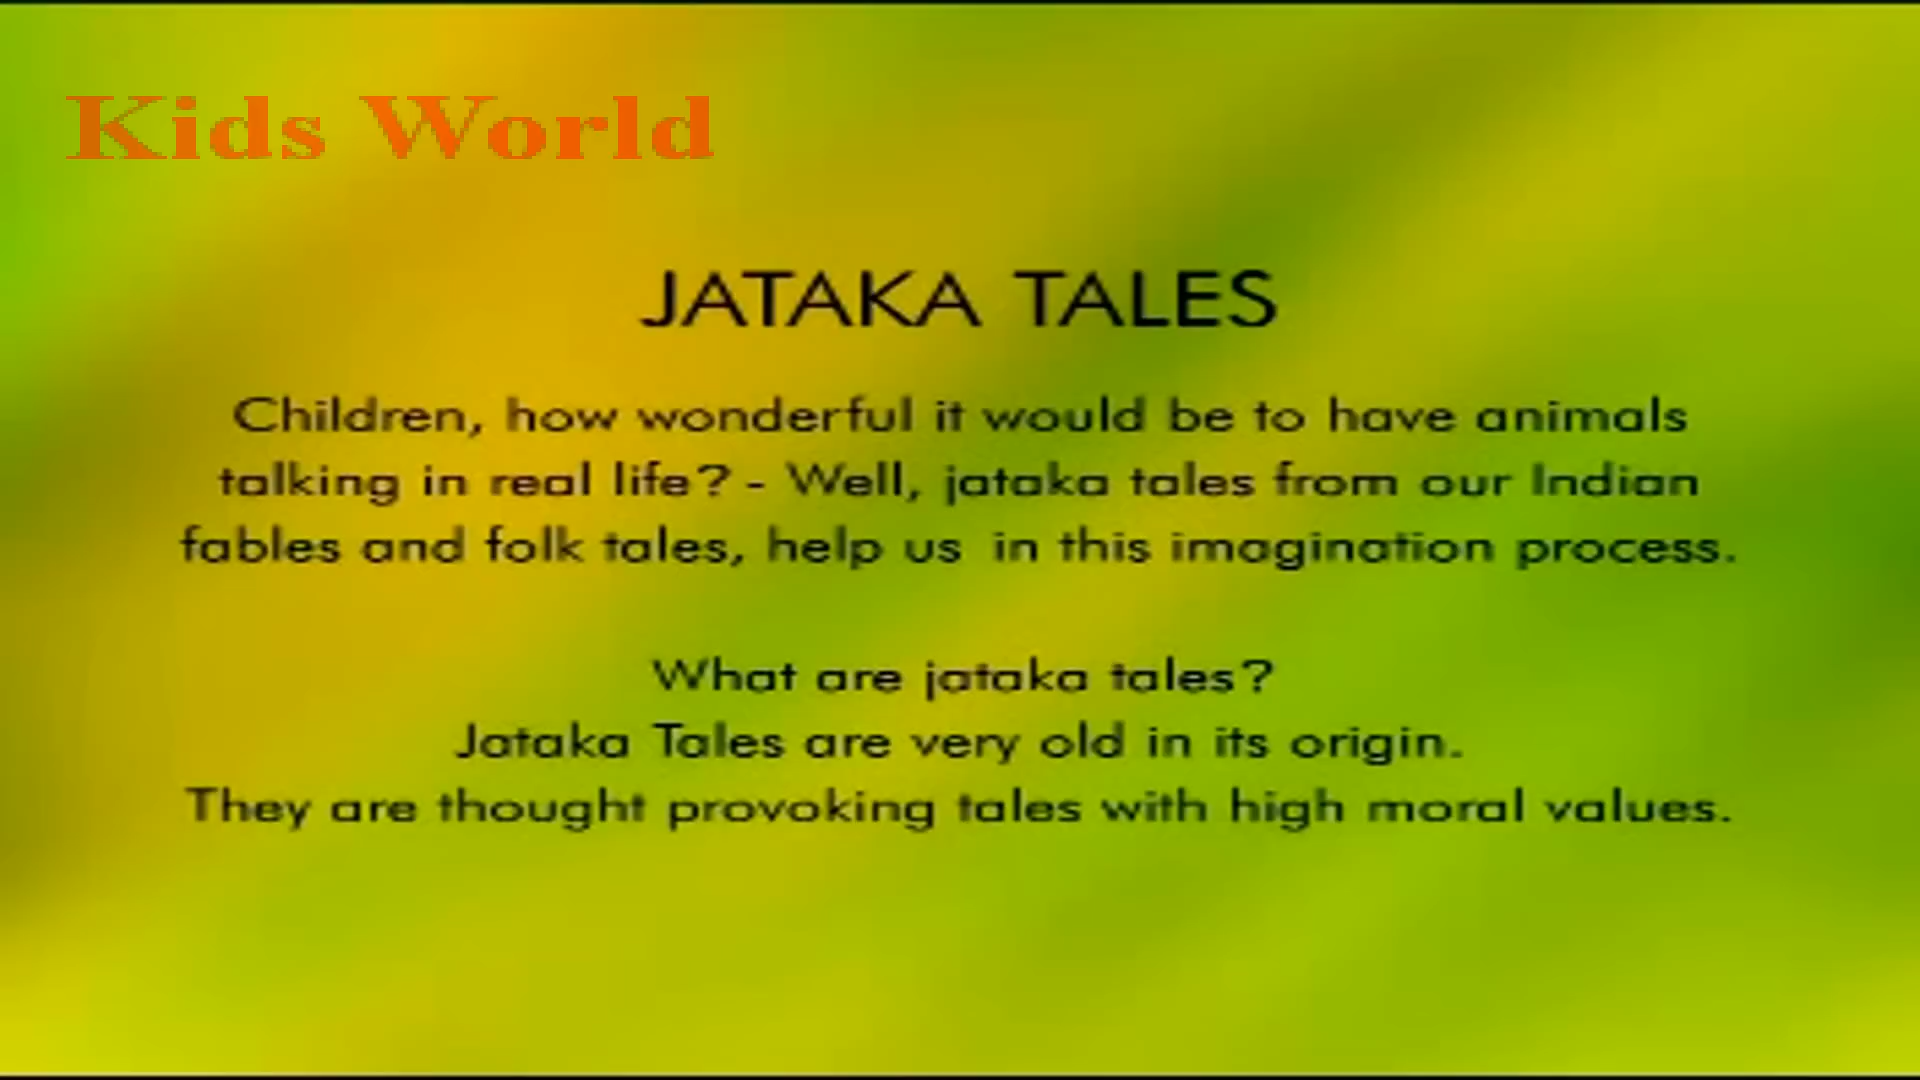 Kids World
JATAKA TALES
Children, how wonderful it would be to have animals
talking in real life? - Well, jataka tales from our Indian
fables and folk tales, help us in this imagination process.
What are jataka tales?
Jataka Tales are very old in its origin.
They are thought provoking tales with high moral values.